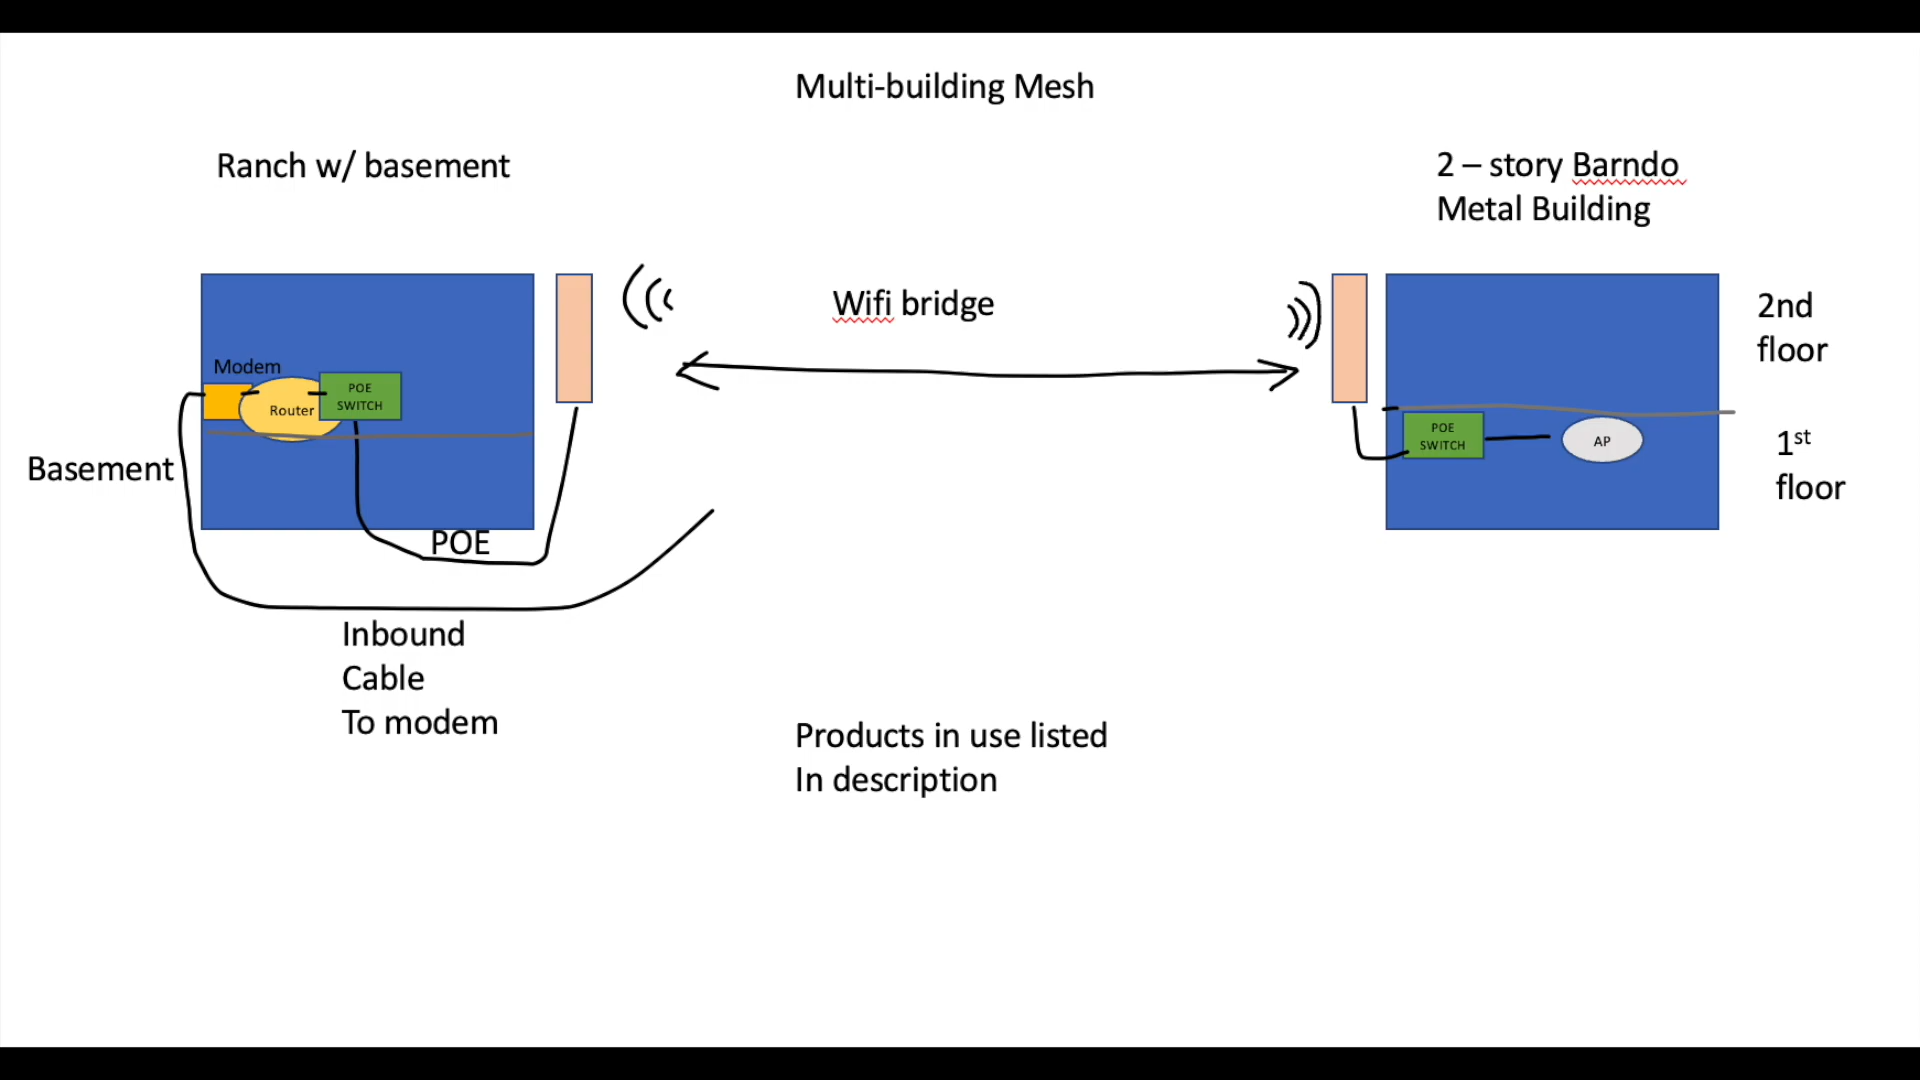 Multi-building Mesh
Ranch w/ basement
2 – story Barndo
Metal Building
Wifi bridge
2nd
floor
Modem
Router
POE
SWITCH
Basement
POE
SWITCH
AP
1st
floor
POE
Inbound
Cable
To modem
Products in use listed
In description